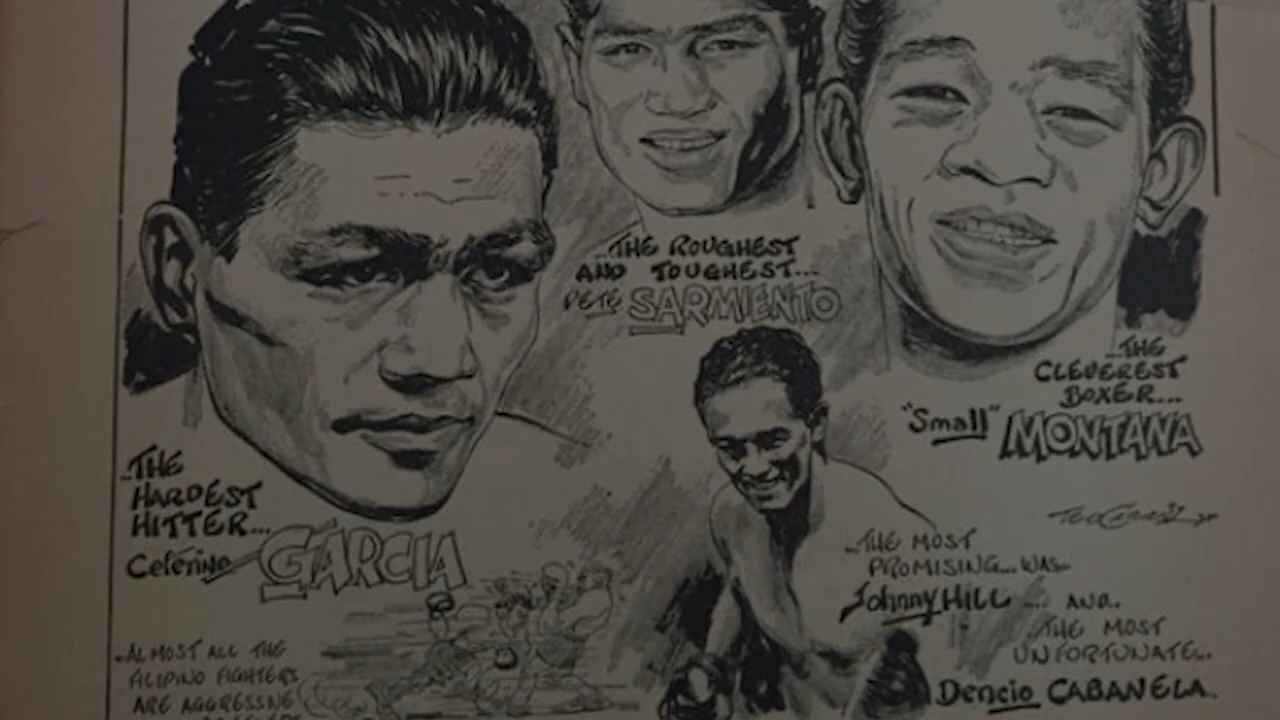 ..THE ROUGHEST
AND TOUGHEST...
PETE SARMIENTO
...THE
CLEVEREST
BOXER...
"Small" MONTANA
..THE
HARDEST
HITTER...
Ceferino GARCIA
...THE MOST
PROMISING... WAS..
Johnny HILL .... AND..
..THE MOST
UNFORTUNATE...
Dencio CABANELA..
..ALMOST ALL THE
FILIPINO FIGHTERS
ARE AGGRESSIVE